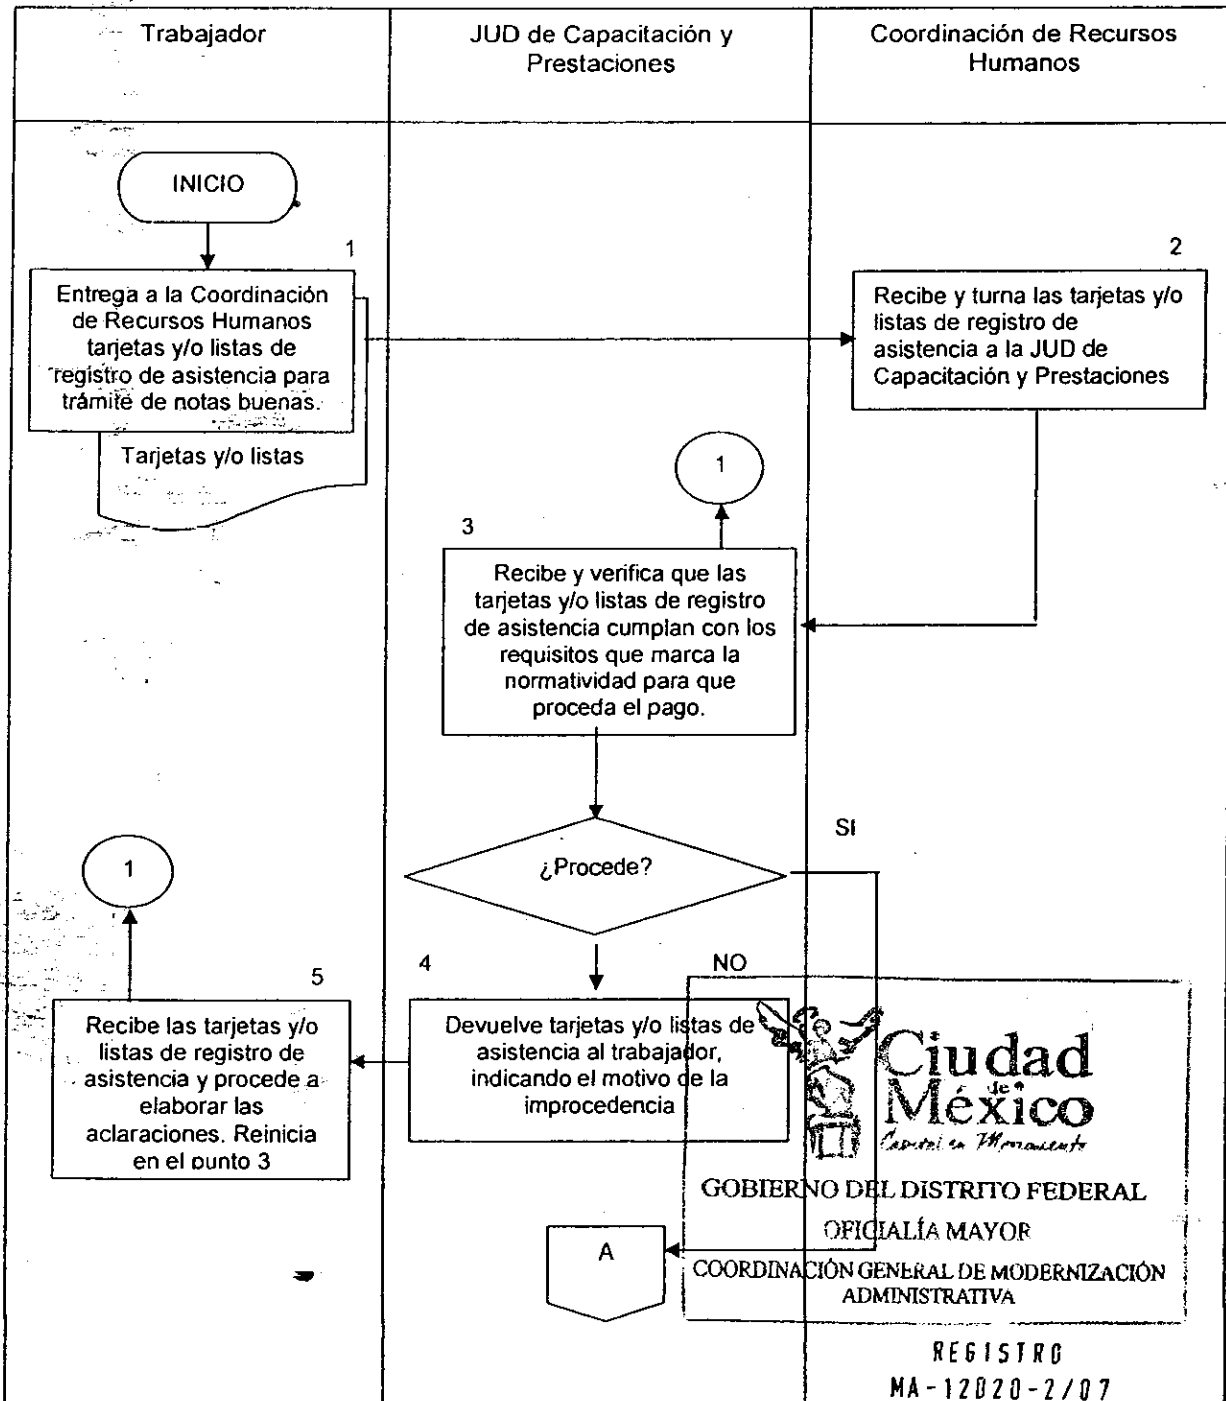 Trabajador
JUD de Capacitación y
Prestaciones
Coordinación de Recursos
Humanos
INICIO
1
Entrega a la Coordinación
de Recursos Humanos
tarjetas y/o listas de
registro de asistencia para
trámite de notas buenas.
Tarjetas y/o listas
2
Recibe y turna las tarjetas y/o
listas de registro de
asistencia a la JUD de
Capacitación y Prestaciones
1
3
Recibe y verifica que las
tarjetas y/o listas de registro
de asistencia cumplan con los
requisitos que marca la
normatividad para que
proceda el pago.
¿Procede?
SI
NO
1
4
Devuelve tarjetas y/o listas de
asistencia al trabajador,
indicando el motivo de la
improcedencia
5
Recibe las tarjetas y/o
listas de registro de
asistencia y procede a
elaborar las
aclaraciones. Reinicia
en el punto 3
A
Ciudad
de
México
Capital en Movimiento
GOBIERNO DEL DISTRITO FEDERAL
OFICIALÍA MAYOR
COORDINACIÓN GENERAL DE MODERNIZACIÓN
ADMINISTRATIVA
REGISTRO
MA-12020-2/07